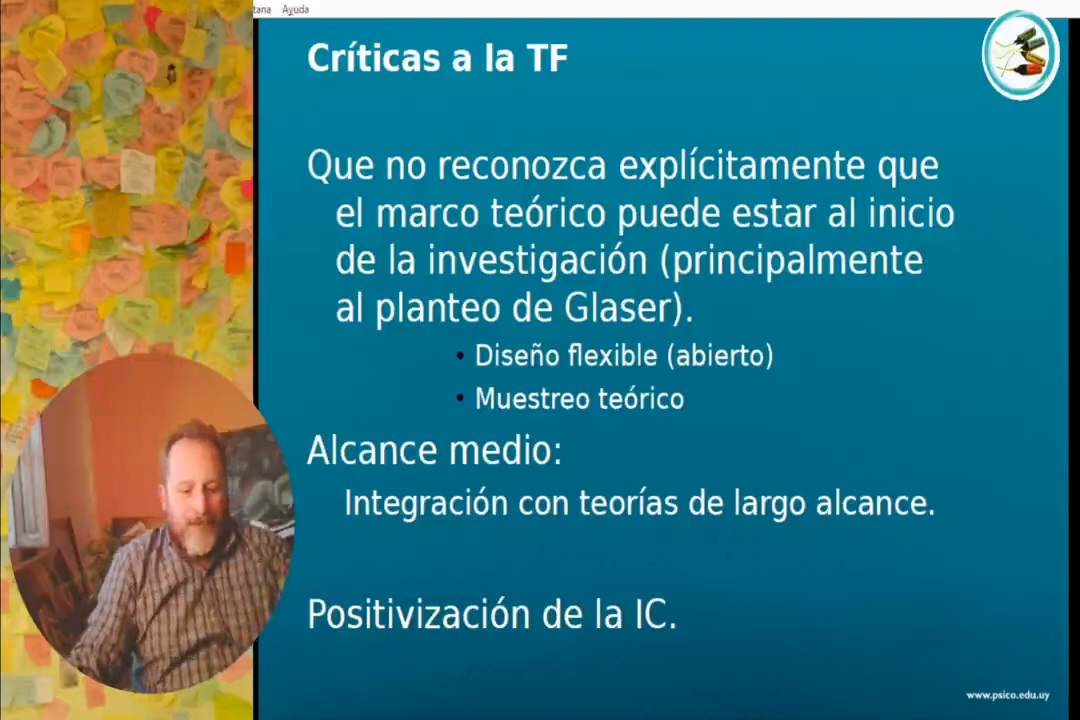 tana Ayuda
Críticas a la TF
Que no reconozca explícitamente que
el marco teórico puede estar al inicio
de la investigación (principalmente
al planteo de Glaser).
• Diseño flexible (abierto)
• Muestreo teórico
Alcance medio:
Integración con teorías de largo alcance.
Positivización de la IC.
www.psico.edu.uy